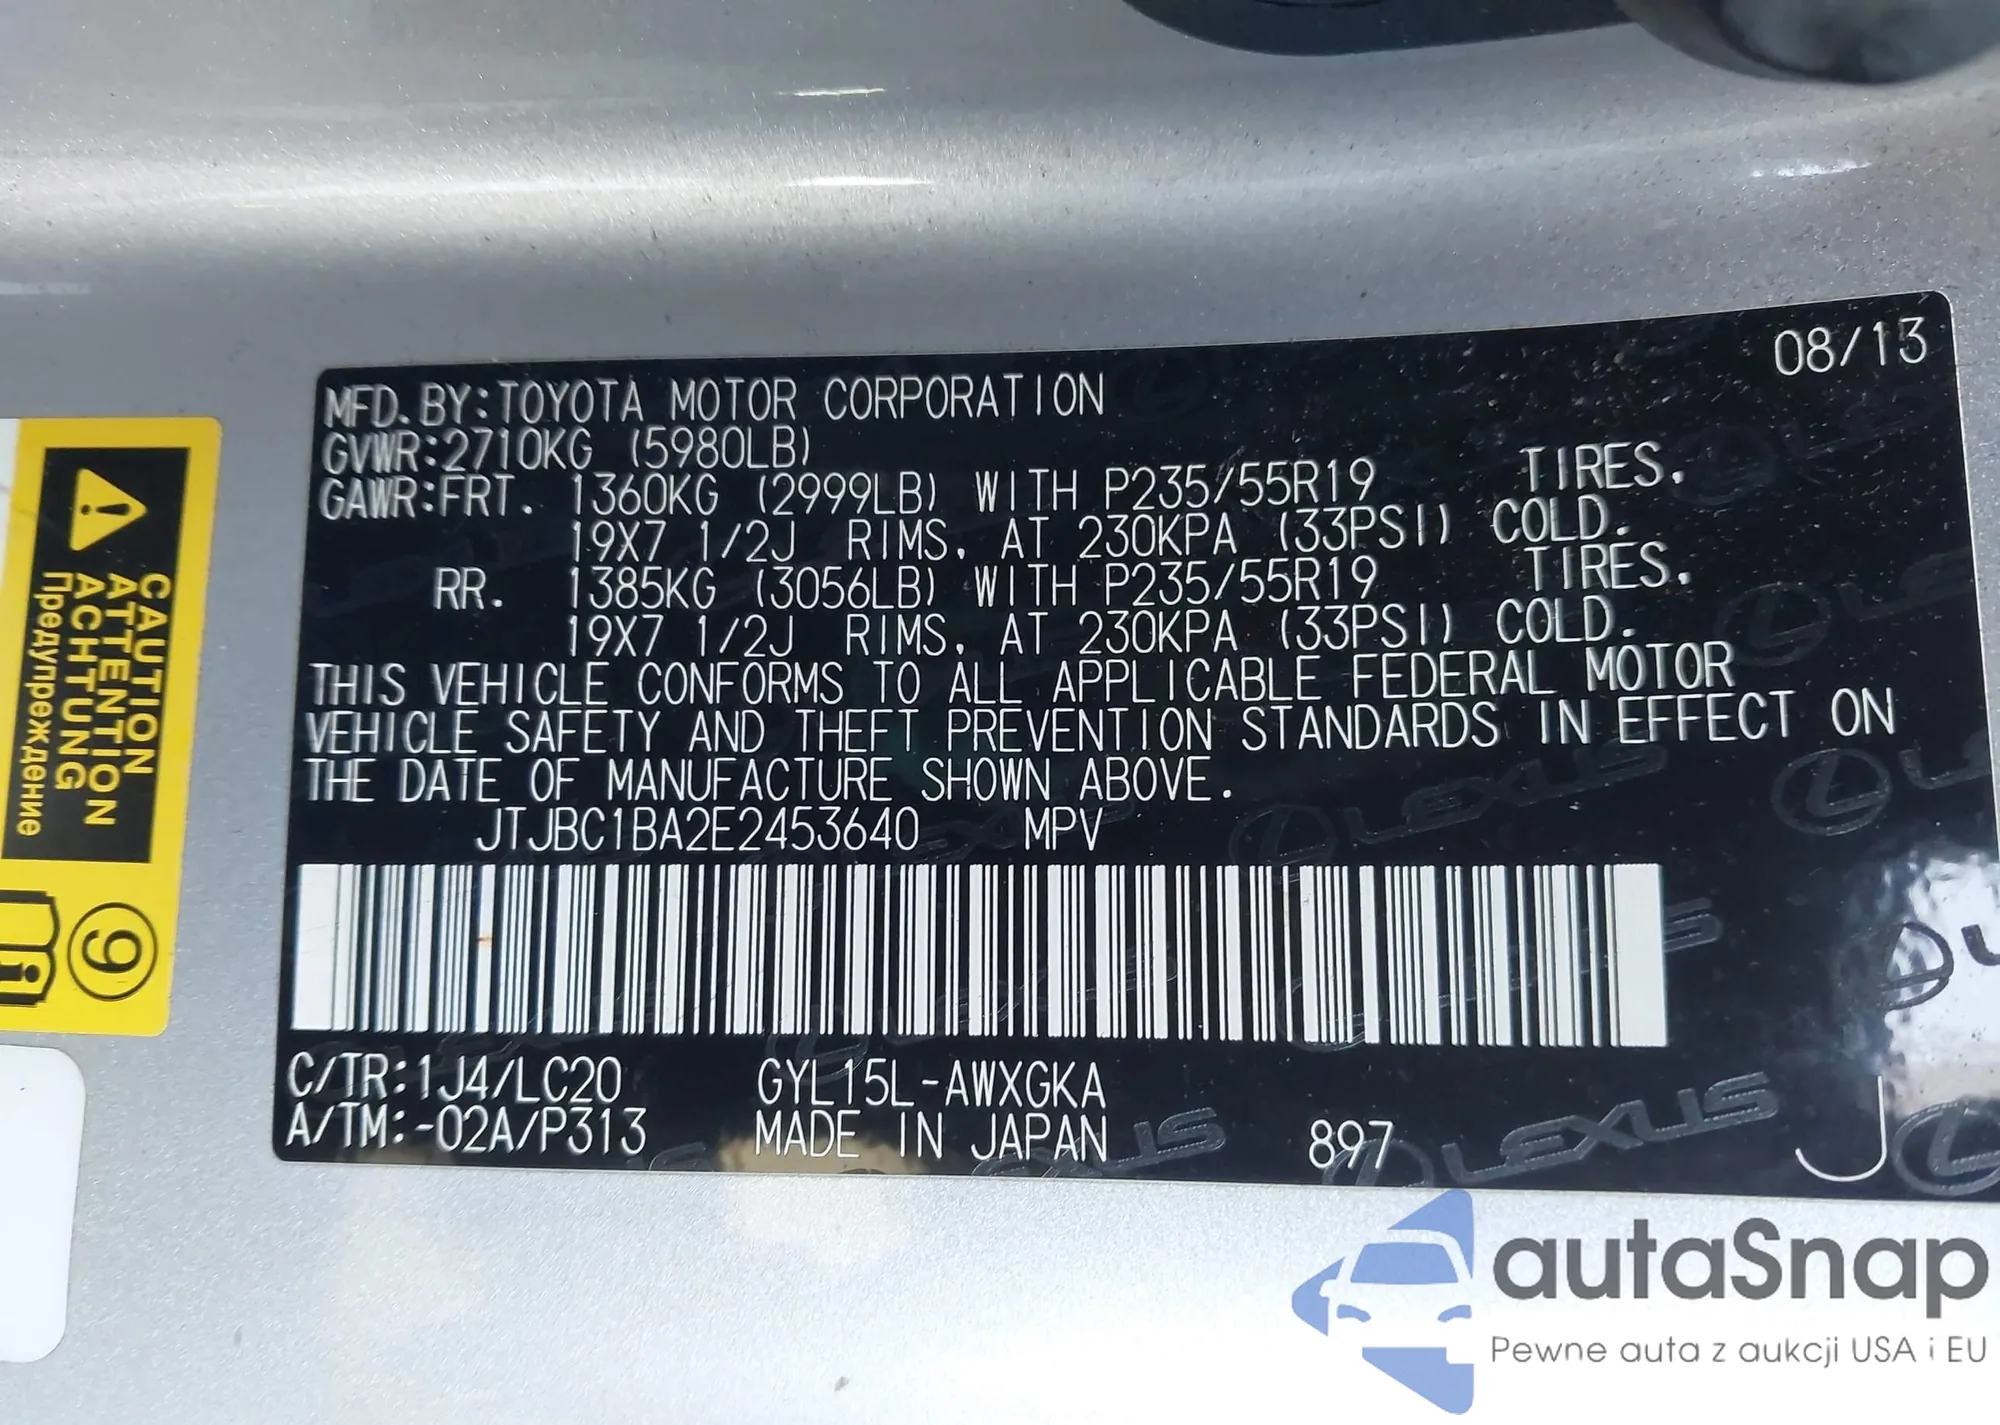 08/13
MFD. BY:TOYOTA MOTOR CORPORATION
GVWR:2710KG (5980LB)
GAWR:FRT. 1360KG (2999LB) WITH P235/55R19 TIRES,
19X7 1/2J RIMS, AT 230KPA (33PSI) COLD.
RR. 1385KG (3056LB) WITH P235/55R19 TIRES,
19X7 1/2J RIMS, AT 230KPA (33PSI) COLD.
THIS VEHICLE CONFORMS TO ALL APPLICABLE FEDERAL MOTOR
VEHICLE SAFETY AND THEFT PREVENTION STANDARDS IN EFFECT ON
THE DATE OF MANUFACTURE SHOWN ABOVE.
JTJBC1BA2E2453640 MPV
C/TR:1J4/LC20 GYL15L-AWXGKA
A/TM:-02A/P313 MADE IN JAPAN 897 J
LEXUS
CAUTION
ATTENTION
ACHTUNG
Предупреждение
9
autaSnap
Pewne auta z aukcji USA i EU